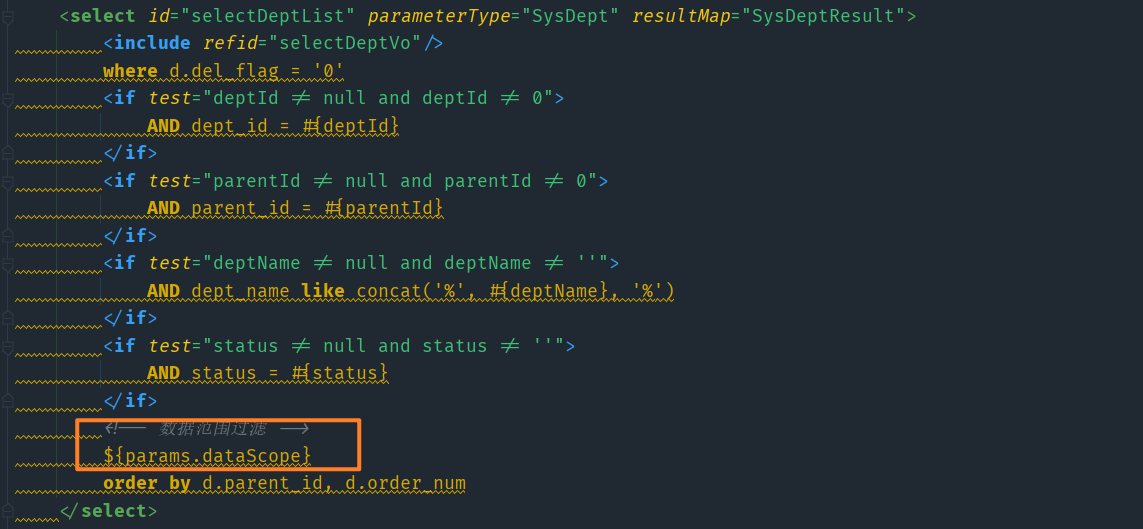 <select id="selectDeptList" parameterType="SysDept" resultMap="SysDeptResult">
<include refid="selectDeptVo"/>
where d.del_flag = '0'
<if test="deptId != null and deptId != 0">
AND dept_id = #{deptId}
</if>
<if test="parentId != null and parentId != 0">
AND parent_id = #{parentId}
</if>
<if test="deptName != null and deptName != ''">
AND dept_name like concat('%', #{deptName}, '%')
</if>
<if test="status != null and status != ''">
AND status = #{status}
</if>
<!-- 数据范围过滤 -->
${params.dataScope}
order by d.parent_id, d.order_num
</select>